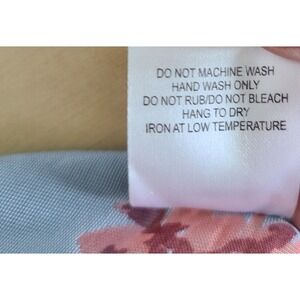 DO NOT MACHINE WASH
HAND WASH ONLY
DO NOT RUB/DO NOT BLEACH
HANG TO DRY
IRON AT LOW TEMPERATURE